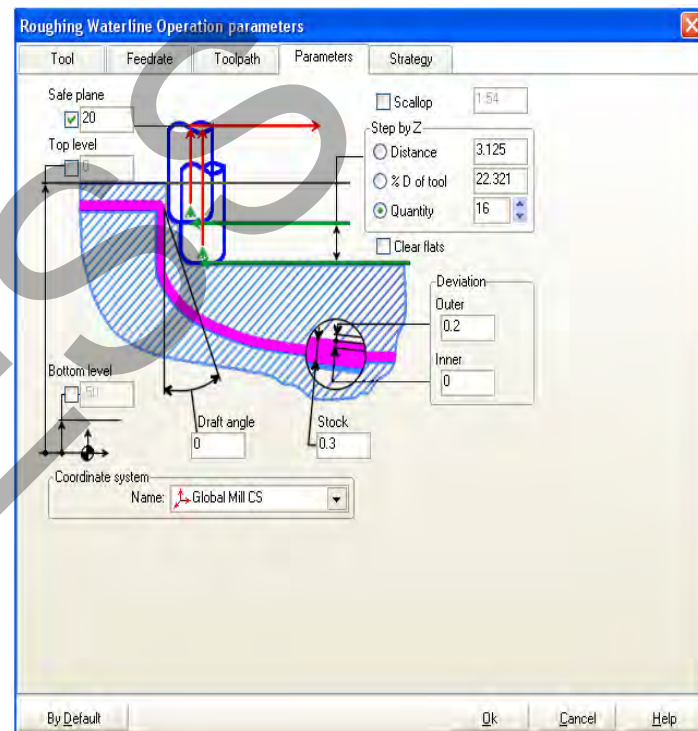 Roughing Waterline Operation parameters
Tool Feedrate Toolpath Parameters Strategy
Safe plane
20
Top level
0
Scallop 1.54
Step by Z
Distance 3.125
% D of tool 22.321
Quantity 16
Clear flats
Deviation
Outer
0.2
Inner
0
Bottom level
Draft angle
0
Stock
0.3
Coordinate system
Name: Global Mill CS
By Default Ok Cancel Help